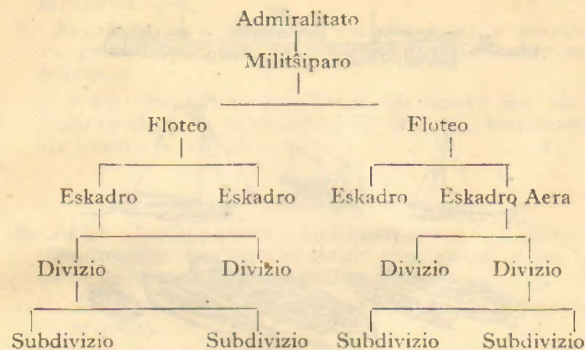 Admiralitato
Militŝiparo
Floteo Floteo
Eskadro Eskadro Eskadro Eskadro Aera
Divizio Divizio Divizio Divizio
Subdivizio Subdivizio Subdivizio Subdivizio